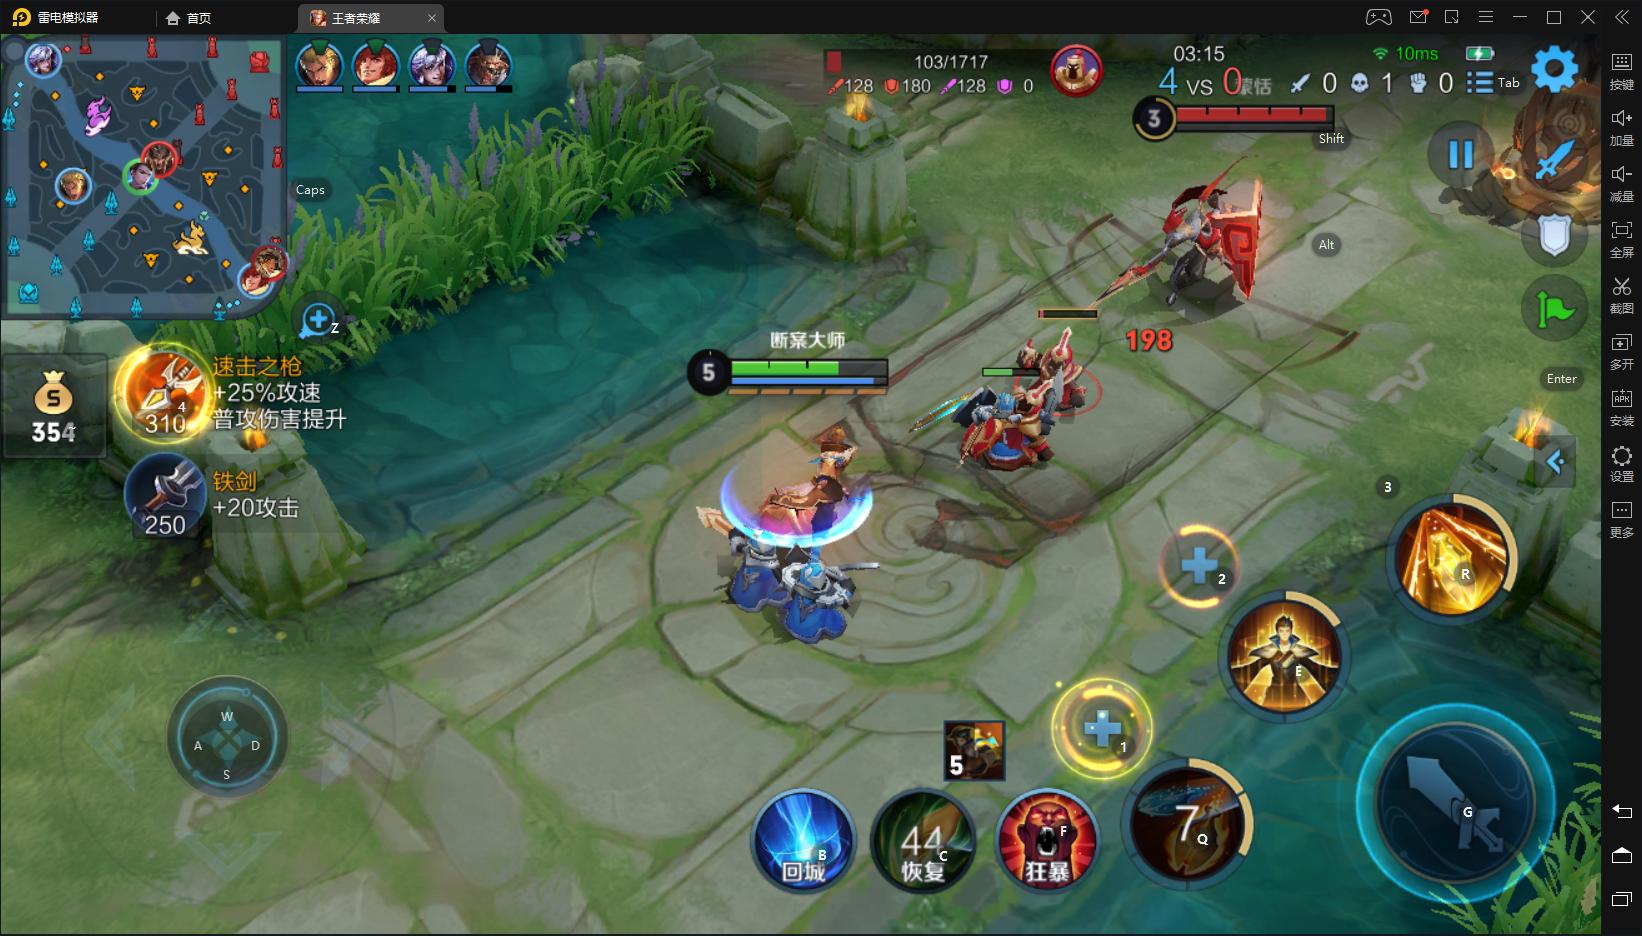 雷电模拟器
首页
王者荣耀
103/1717
128 180 128 0
03:15
4 VS 0
0 1 0
10ms
Tab
3
Shift
Caps
Alt
Z
354
速击之枪
+25%攻速
普攻伤害提升
4
310
铁剑
+20攻击
250
断案大师
5
198
Enter
3
2
R
E
1
5
W
A D
S
G
7
Q
B
回城
44
C
恢复
F
狂暴
按键
加量
减量
全屏
截图
多开
APK
安装
设置
更多